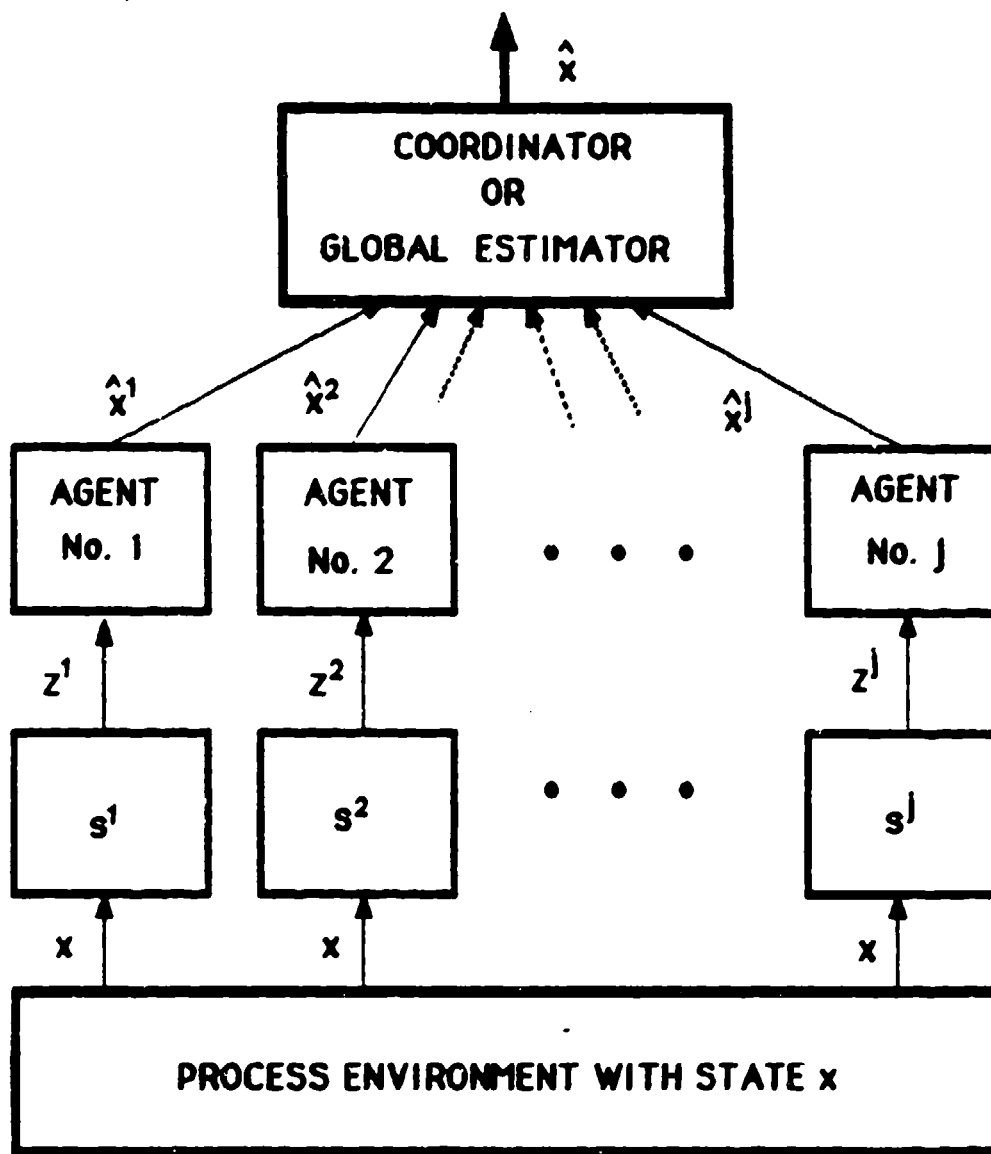 x̂
COORDINATOR
OR
GLOBAL ESTIMATOR
x̂¹ x̂² x̂ʲ
AGENT AGENT AGENT
No. 1 No. 2 No. j
z¹ z² zʲ
s¹ s² sʲ
x x x
PROCESS ENVIRONMENT WITH STATE x